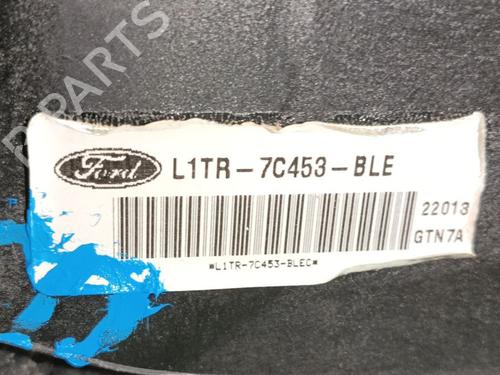 B-PARTS
Ford
L1TR-7C453-BLE
22013
GTN7A
*L1TR-7C453-BLEC*